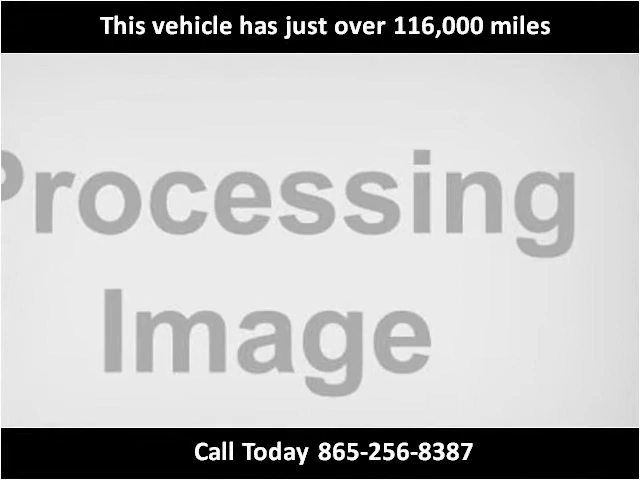 This vehicle has just over 116,000 miles
Processing
Image
Call Today 865-256-8387